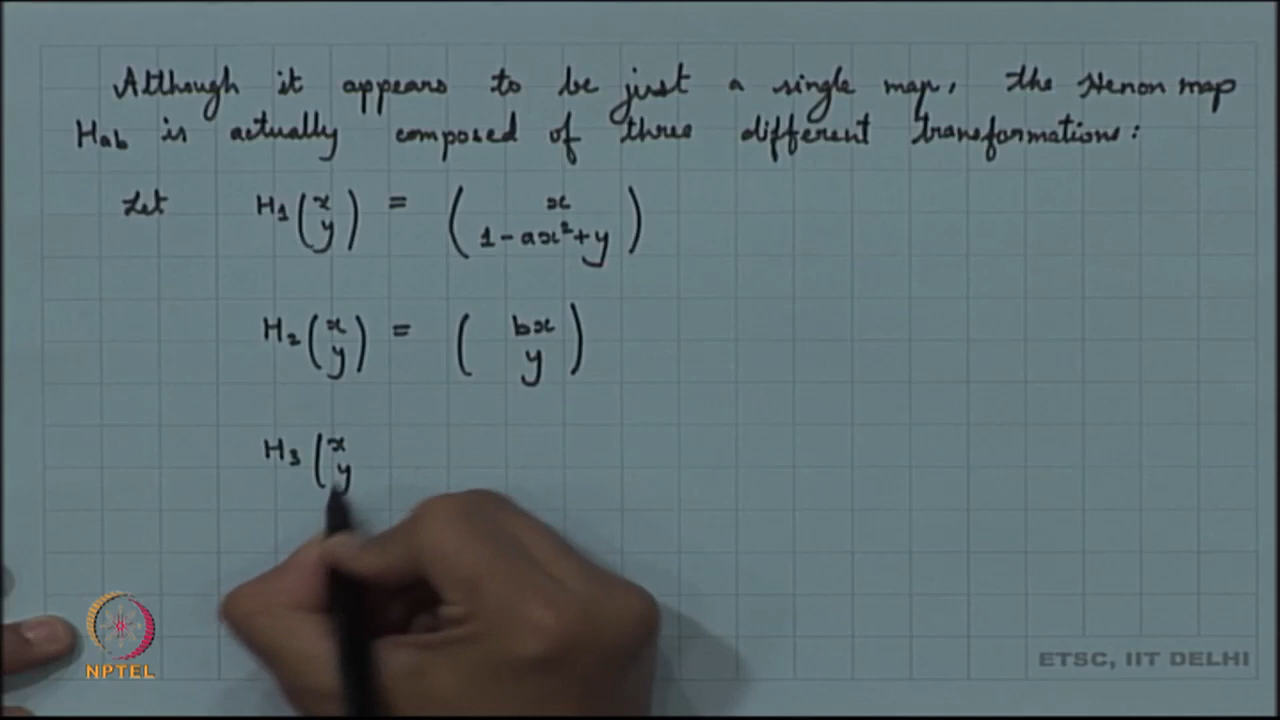 Although it appears to be just a single map, the Henon map
Hab is actually composed of three different transformations:
Let H₁(x y) = (x 1-ax²+y)
H₂(x y) = (bx y)
H₃(x y
NPTEL
ETSC, IIT DELHI